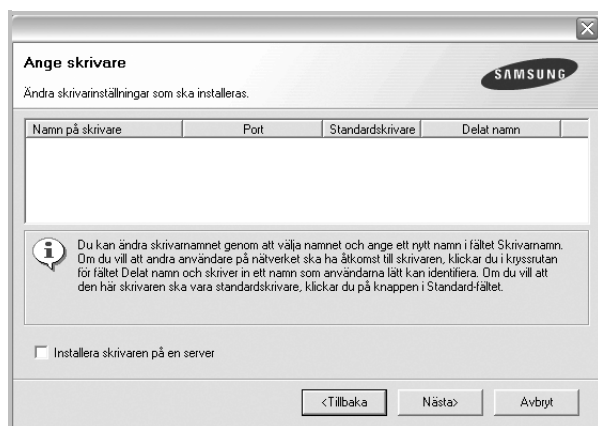 Ange skrivare
Ändra skrivarinställningar som ska installeras.
SAMSUNG
Namn på skrivare Port Standardskrivare Delat namn
Du kan ändra skrivarnamnet genom att välja namnet och ange ett nytt namn i fältet Skrivarnamn.
Om du vill att andra användare på nätverket ska ha åtkomst till skrivaren, klickar du i kryssrutan
för fältet Delat namn och skriver in ett namn som användarna lätt kan identifiera. Om du vill att
den här skrivaren ska vara standardskrivare, klickar du på knappen i Standard-fältet.
Installera skrivaren på en server
<Tillbaka Nästa> Avbryt